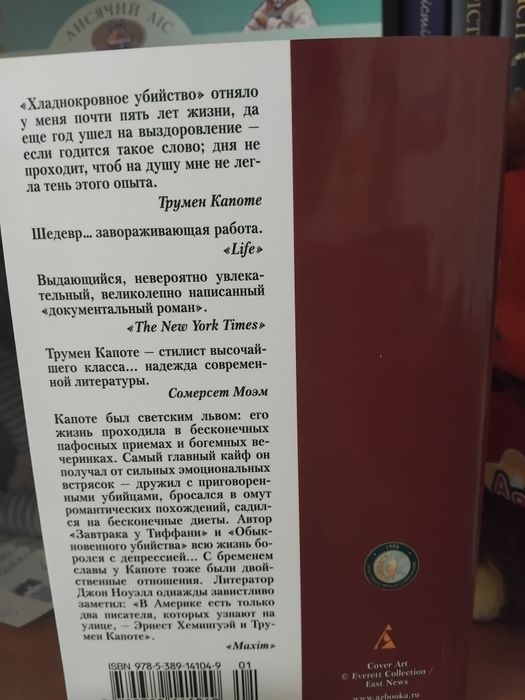 ЛИСЯЧИЙ ЛІС
«Хладнокровное убийство» отняло
у меня почти пять лет жизни, да
еще год ушел на выздоровление —
если годится такое слово; дня не
проходит, чтоб на душу мне не лег-
ла тень этого опыта.
Трумен Капоте
Шедевр... завораживающая работа.
«Life»
Выдающийся, невероятно увлека-
тельный, великолепно написанный
«документальный роман».
«The New York Times»
Трумен Капоте — стилист высочай-
шего класса... надежда современ-
ной литературы.
Сомерсет Моэм
Капоте был светским львом: его
жизнь проходила в бесконечных
пафосных приемах и богемных ве-
черинках. Самый главный кайф он
получал от сильных эмоциональных
встрясок — дружил с приговорен-
ными убийцами, бросался в омут
романтических похождений, садил-
ся на бесконечные диеты. Автор
«Завтрака у Тиффани» и «Обык-
новенного убийства» всю жизнь бо-
ролся с депрессией... С бременем
славы у Капоте тоже были двой-
ственные отношения. Литератор
Джон Ноуэлл однажды завистливо
заметил: «В Америке есть только
два писателя, которых узнают на
улице, — Эрнест Хемингуэй и Тру-
мен Капоте».
«Maxim»
ISBN 978-5-389-14104-9
01
1995
Cover Art
© Everett Collection /
East News
www.azbooka.ru